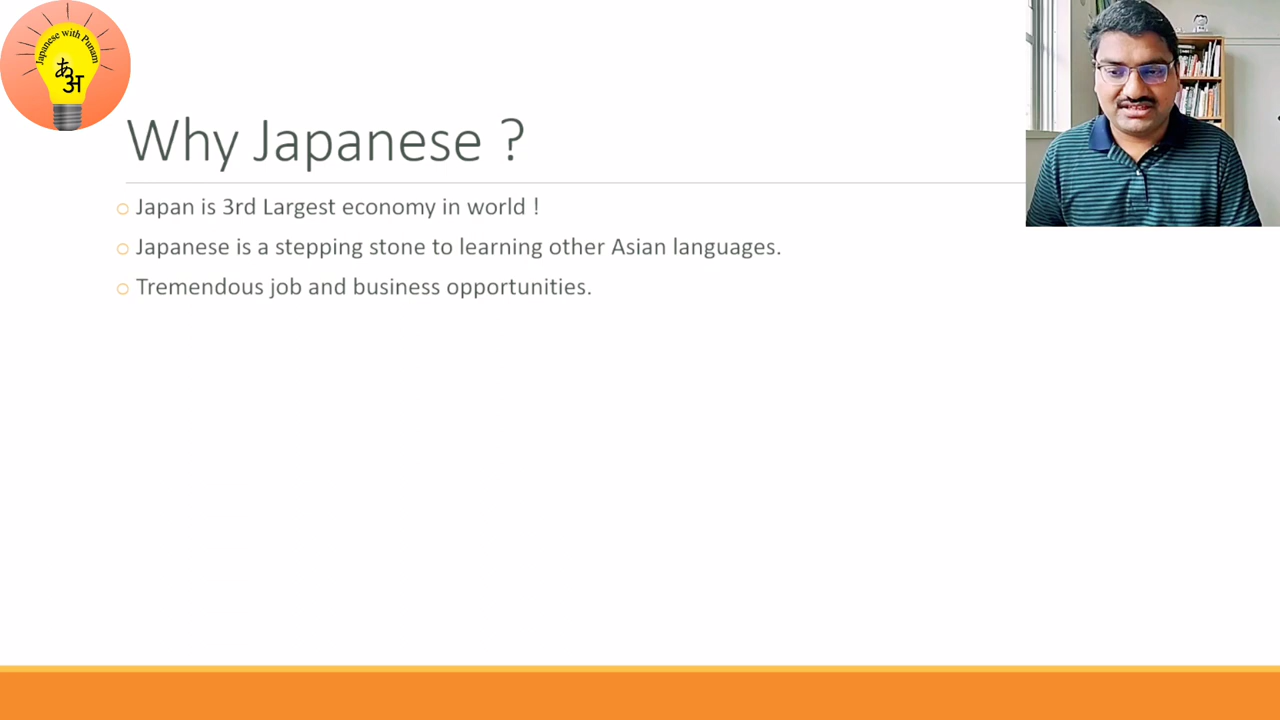 Japanese with Punam
あ
अ
Why Japanese ?
Japan is 3rd Largest economy in world !
Japanese is a stepping stone to learning other Asian languages.
Tremendous job and business opportunities.